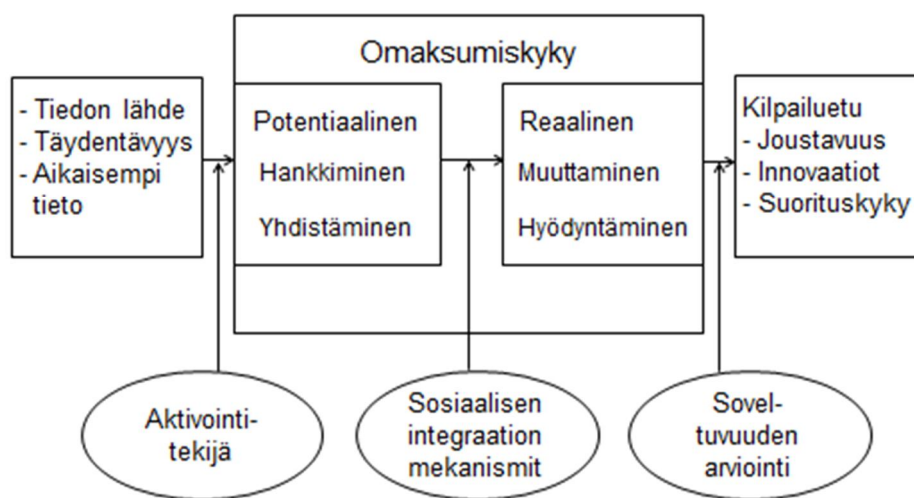 Omaksumiskyky
- Tiedon lähde
- Täydentävyys
- Aikaisempi
tieto
Potentiaalinen
Hankkiminen
Yhdistäminen
Reaalinen
Muuttaminen
Hyödyntäminen
Kilpailuetu
- Joustavuus
- Innovaatiot
- Suorituskyky
Aktivointi-
tekijä
Sosiaalisen
integraation
mekanismit
Sovel-
tuvuuden
arviointi